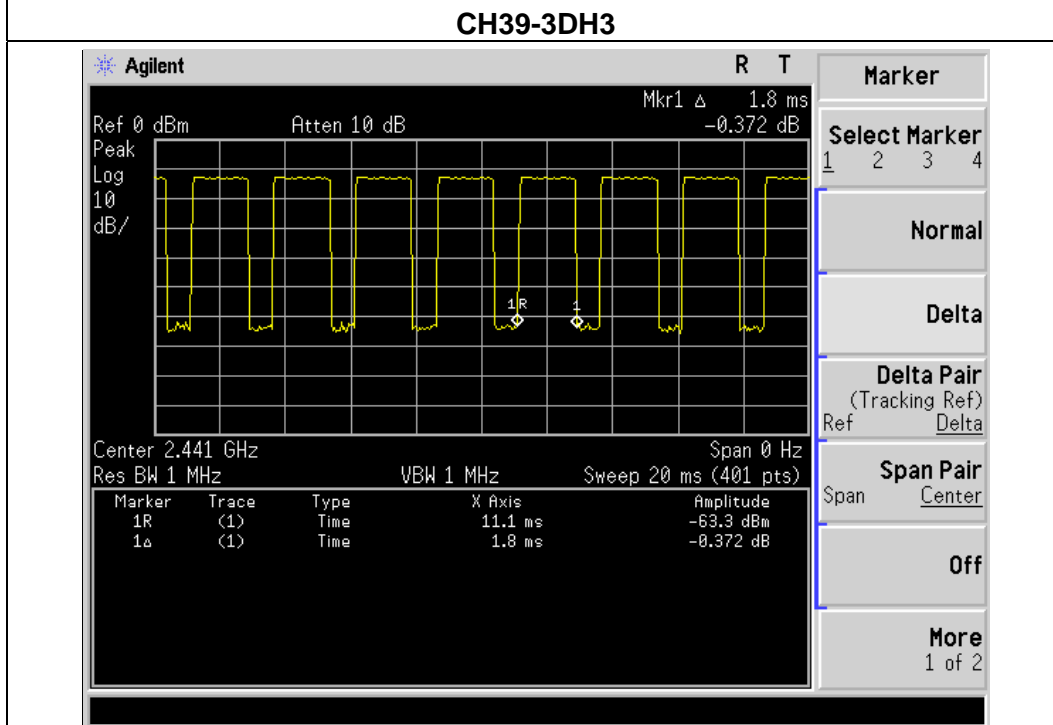 CH39-3DH3
Agilent R T
Mkr1 Δ 1.8 ms
Ref 0 dBm Atten 10 dB -0.372 dB
Peak
Log
10
dB/
1R 1
Center 2.441 GHz Span 0 Hz
Res BW 1 MHz VBW 1 MHz Sweep 20 ms (401 pts)
Marker Trace Type X Axis Amplitude
1R (1) Time 11.1 ms -63.3 dBm
1Δ (1) Time 1.8 ms -0.372 dB
Marker
Select Marker
1 2 3 4
Normal
Delta
Delta Pair
(Tracking Ref)
Ref Delta
Span Pair
Span Center
Off
More
1 of 2